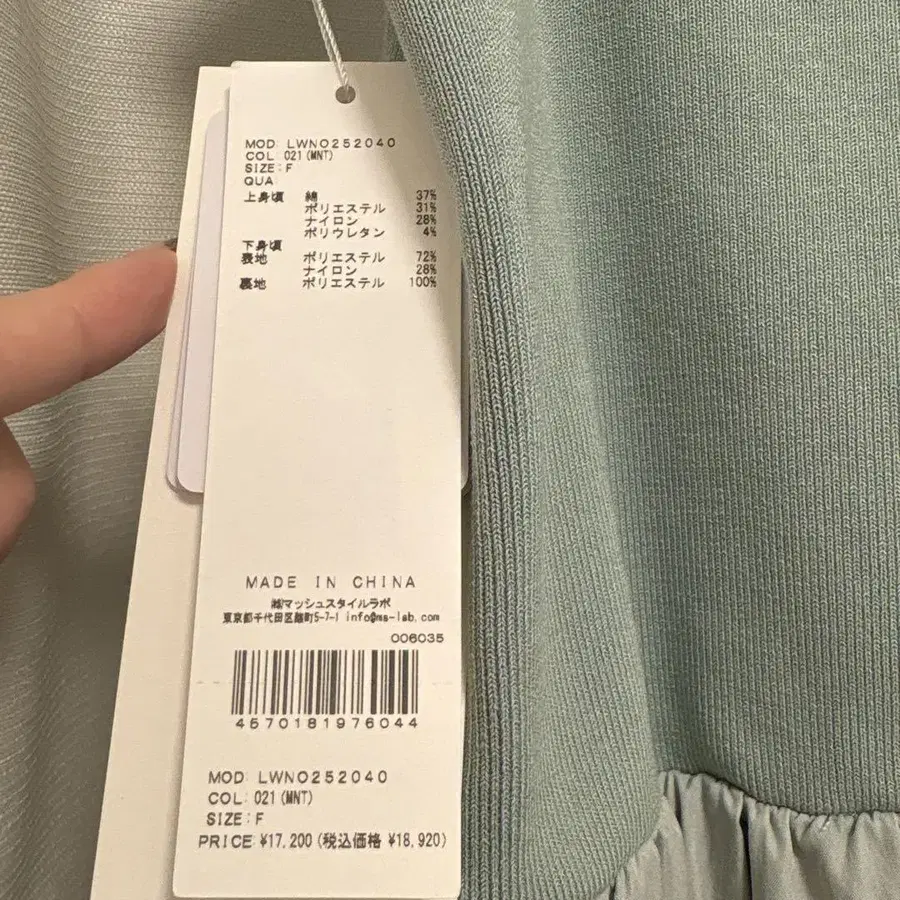 MOD: LWNO252040
COL: 021(MNT)
SIZE:F
QUA
上身頃 綿 37%
ポリエステル 31%
ナイロン 28%
ポリウレタン 4%
下身頃
表地 ポリエステル 72%
ナイロン 28%
裏地 ポリエステル 100%
MADE IN CHINA
㈱マッシュスタイルラボ
東京都千代田区麹町5-7-1 info@ms-lab.com
006035
4570181976044
MOD: LWNO252040
COL: 021(MNT)
SIZE:F
PRICE:¥17,200(税込価格 ¥18,920)